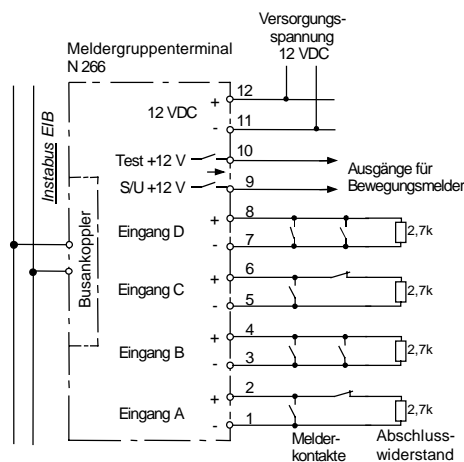 Versorgungs-
spannung
12 VDC
Meldergruppenterminal
N 266
Instabus EIB
Busankoppler
12 VDC
+
12
-
11
Test +12 V
10
S/U +12 V
9
Ausgänge für
Bewegungsmelder
Eingang D
+
8
-
7
2,7k
Eingang C
+
6
-
5
2,7k
Eingang B
+
4
-
3
2,7k
Eingang A
+
2
-
1
2,7k
Melder-
kontakte
Abschluss-
widerstand